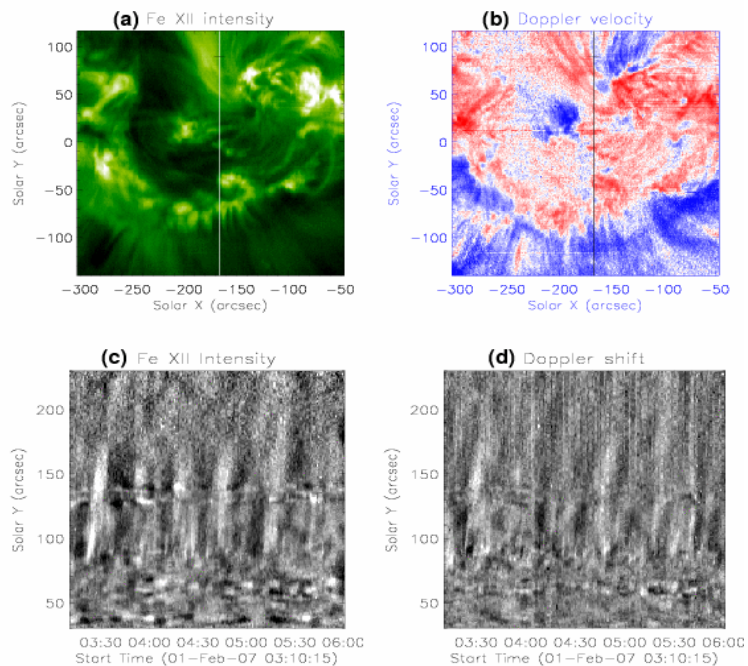 (a) Fe XII intensity
(b) Doppler velocity
100
50
0
−50
−100
Solar Y (arcsec)
−300 −250 −200 −150 −100 −50
Solar X (arcsec)
100
50
0
−50
−100
Solar Y (arcsec)
−300 −250 −200 −150 −100 −50
Solar X (arcsec)
(c) Fe XII Intensity
(d) Doppler shift
200
150
100
50
Solar Y (arcsec)
03:30 04:00 04:30 05:00 05:30 06:00
Start Time (01-Feb-07 03:10:15)
200
150
100
50
Solar Y (arcsec)
03:30 04:00 04:30 05:00 05:30 06:00
Start Time (01-Feb-07 03:10:15)